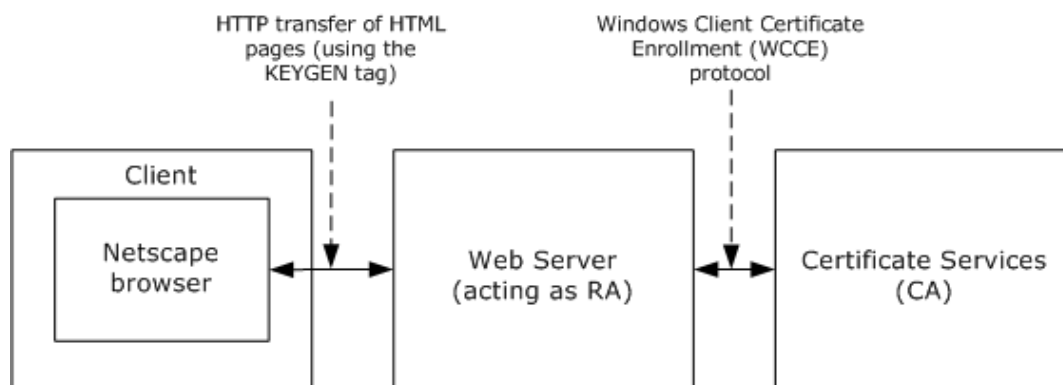 HTTP transfer of HTML
pages (using the
KEYGEN tag)
Windows Client Certificate
Enrollment (WCCE)
protocol
Client
Netscape
browser
Web Server
(acting as RA)
Certificate Services
(CA)